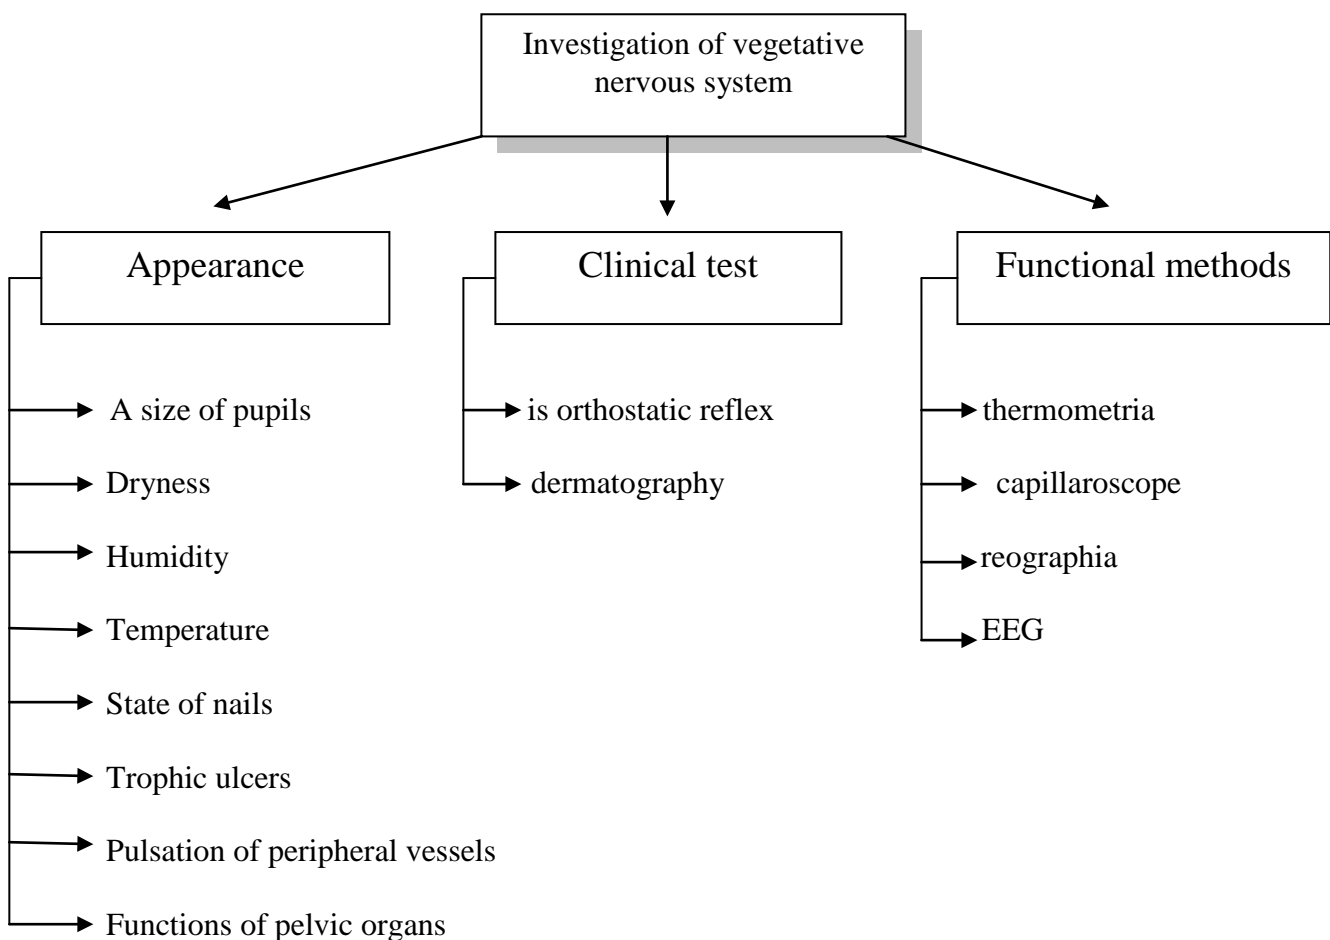 Investigation of vegetative
nervous system
Appearance
Clinical test
Functional methods
A size of pupils
Dryness
Humidity
Temperature
State of nails
Trophic ulcers
Pulsation of peripheral vessels
Functions of pelvic organs
is orthostatic reflex
dermatography
thermometria
capillaroscope
reographia
EEG